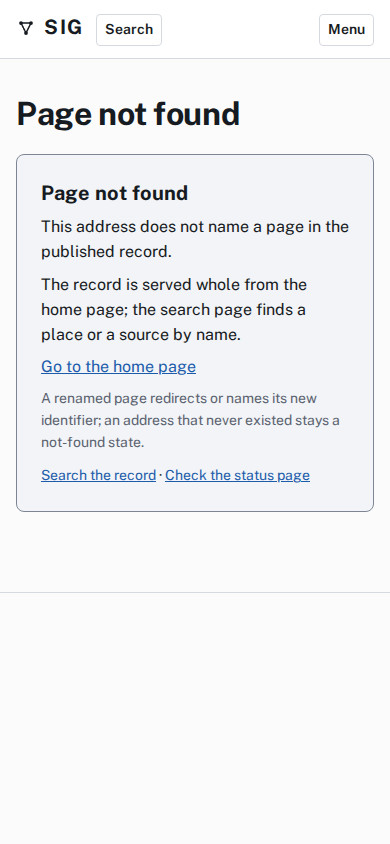 SIG
Search
Menu
Page not found
Page not found
This address does not name a page in the
published record.
The record is served whole from the
home page; the search page finds a
place or a source by name.
Go to the home page
A renamed page redirects or names its new
identifier; an address that never existed stays a
not-found state.
Search the record · Check the status page